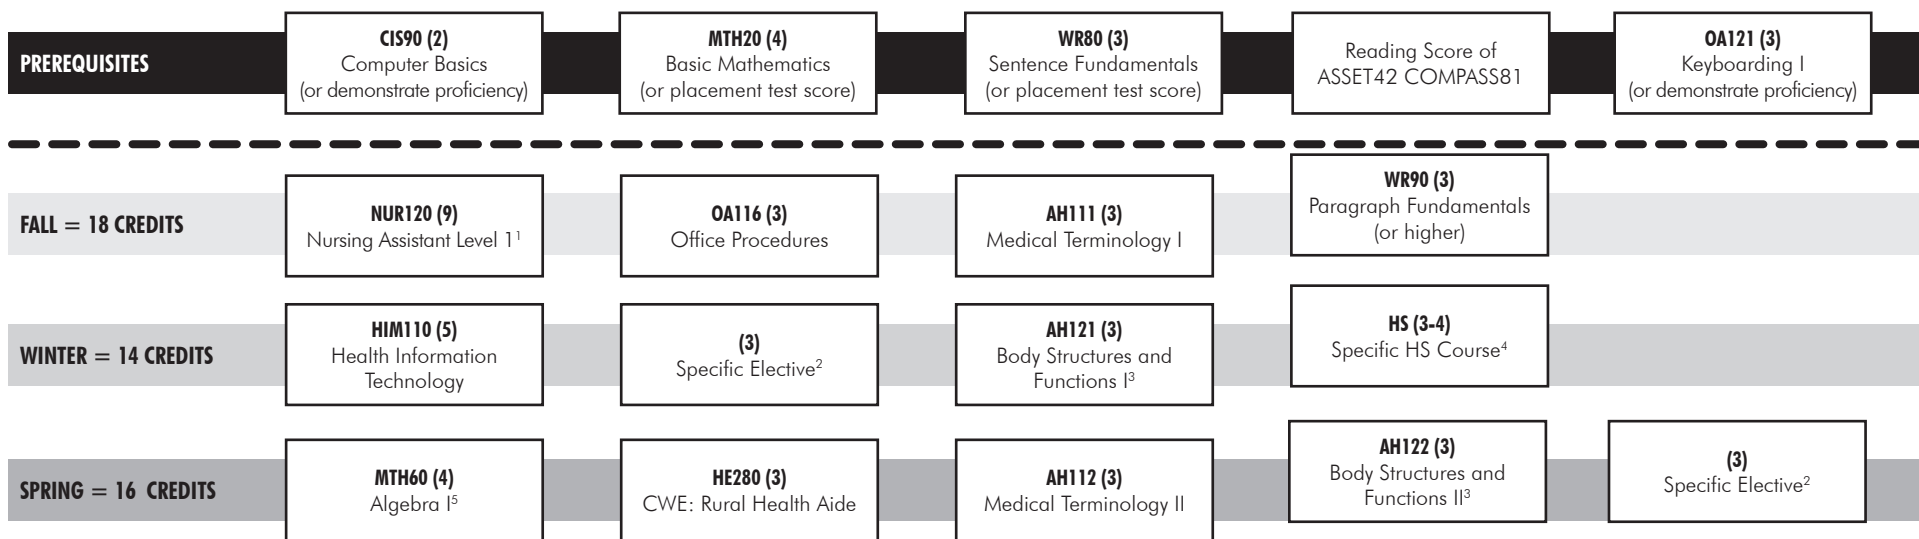 PREREQUISITES
CIS90 (2)
Computer Basics
(or demonstrate proficiency)
MTH20 (4)
Basic Mathematics
(or placement test score)
WR80 (3)
Sentence Fundamentals
(or placement test score)
Reading Score of
ASSET42 COMPASS81
OA121 (3)
Keyboarding I
(or demonstrate proficiency)
FALL = 18 CREDITS
NUR120 (9)
Nursing Assistant Level 1¹
OA116 (3)
Office Procedures
AH111 (3)
Medical Terminology I
WR90 (3)
Paragraph Fundamentals
(or higher)
WINTER = 14 CREDITS
HIM110 (5)
Health Information
Technology
(3)
Specific Elective²
AH121 (3)
Body Structures and
Functions I³
HS (3-4)
Specific HS Course⁴
SPRING = 16 CREDITS
MTH60 (4)
Algebra I⁵
HE280 (3)
CWE: Rural Health Aide
AH112 (3)
Medical Terminology II
AH122 (3)
Body Structures and
Functions II³
(3)
Specific Elective²